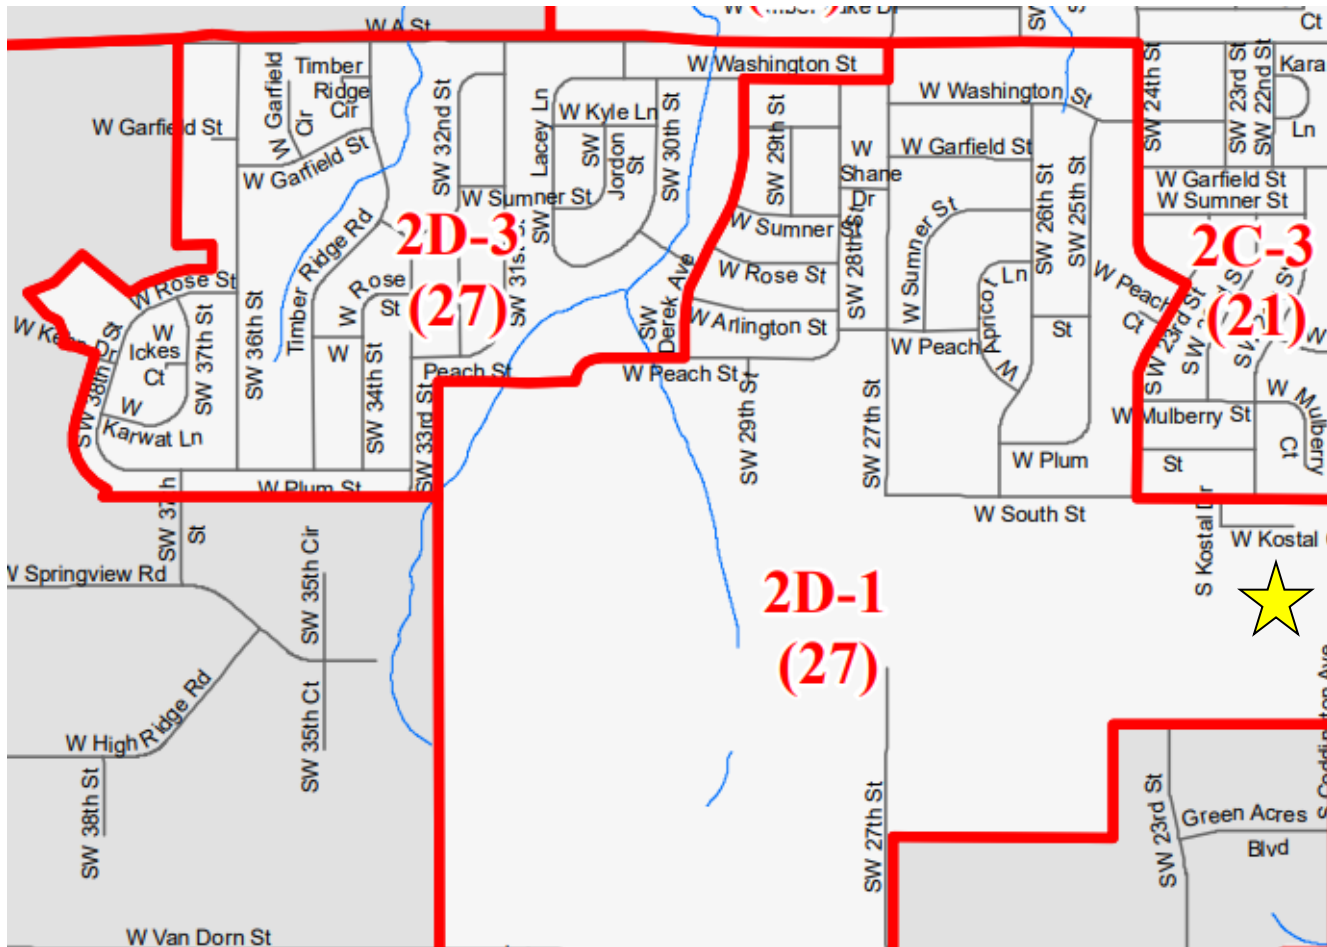 W A St
Ct
W Washington St
SW 24th St
SW 23rd St
SW 22nd St
Kara
Ln
Timber
Ridge
Cir
W Garfield
Cir
W Garfield St
W Garfield St
SW 32nd St
SW
Lacey Ln
W Kyle Ln
SW
Jordon
St
SW 30th St
SW 29th St
W Washington St
W Garfield St
W
Shane
Dr
SW 26th St
SW 25th St
W Garfield St
W Sumner St
W Sumner St
W Sumner St
W Sumner St
2D-3
(27)
2C-3
(21)
Timber Ridge Rd
W Rose
St
SW 31st St
SW
Derek Ave
W Rose St
W Arlington St
SW 28th St
W Apricot
Ln
St
W Peach
Ct
SW 23rd St
W Rose St
W
Ickes
Ct
SW 37th St
SW 36th St
SW 38th St
W
Karwat Ln
W
SW 34th St
SW 33rd St
Peach St
W Peach St
SW 29th St
SW 27th St
W Peach
W Plum
W Mulberry St
W Mulberry
Ct
St
W Plum St
W South St
SW 37th
St
S Kostal Dr
W Kostal
W Springview Rd
SW 35th Cir
2D-1
(27)
SW 35th Ct
W High Ridge Rd
SW 38th St
SW 27th St
SW 23rd St
Green Acres
Blvd
S Coddington Ave
W Van Dorn St